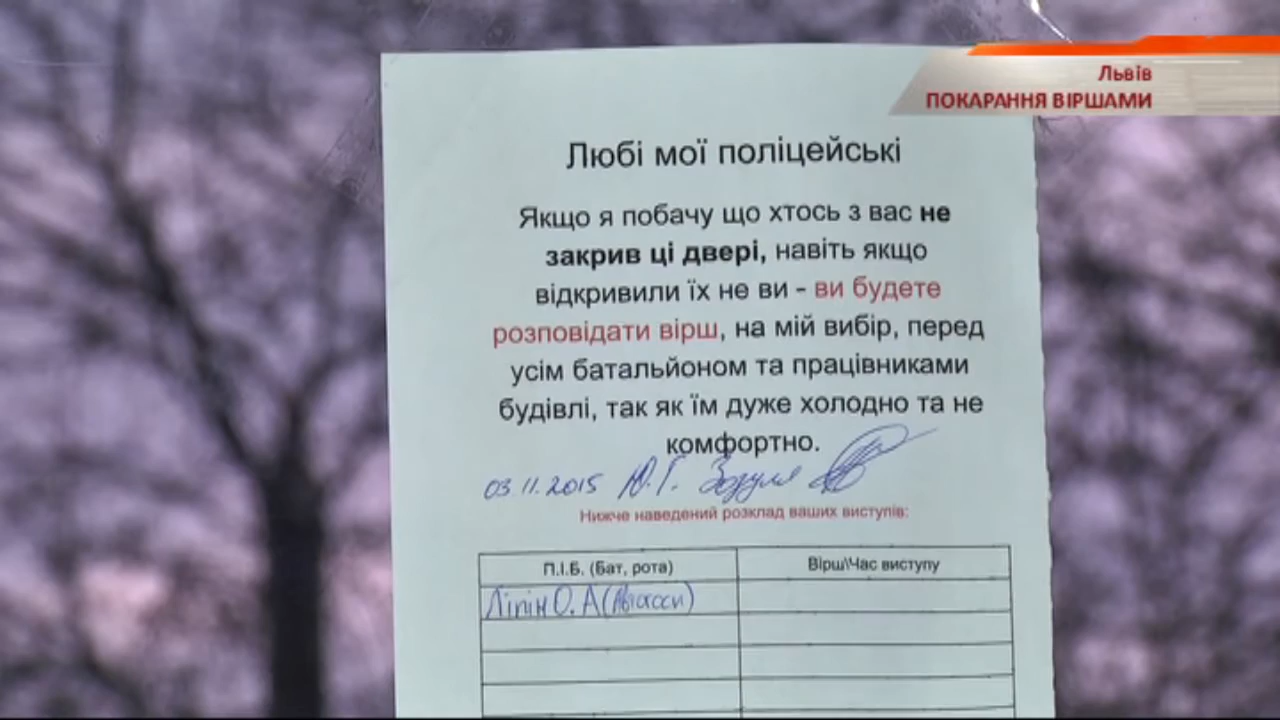 Львів
ПОКАРАННЯ ВІРШАМИ
Любі мої поліцейські
Якщо я побачу що хтось з вас не
закрив ці двері, навіть якщо
відкривили їх не ви - ви будете
розповідати вірш, на мій вибір, перед
усім батальйоном та працівниками
будівлі, так як їм дуже холодно та не
комфортно.
03.11.2015 Ю.Г. Зозуля
Нижче наведений розклад ваших виступів:
П.І.Б. (Бат, рота) Вірш\Час виступу
Ліпін О.А